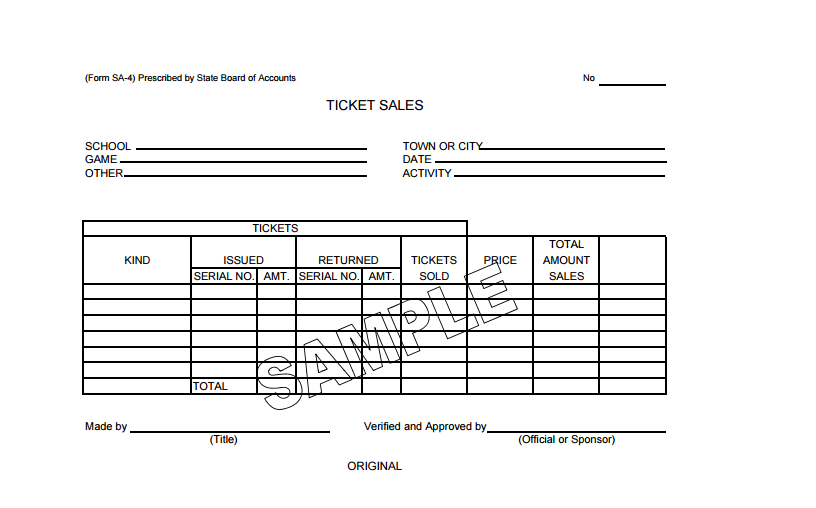 (Form SA-4) Prescribed by State Board of Accounts No
TICKET SALES
SCHOOL TOWN OR CITY
GAME DATE
OTHER ACTIVITY
TICKETS
KIND ISSUED RETURNED TICKETS SOLD PRICE TOTAL AMOUNT SALES
SERIAL NO. AMT. SERIAL NO. AMT.
TOTAL
SAMPLE
Made by Verified and Approved by
(Title) (Official or Sponsor)
ORIGINAL